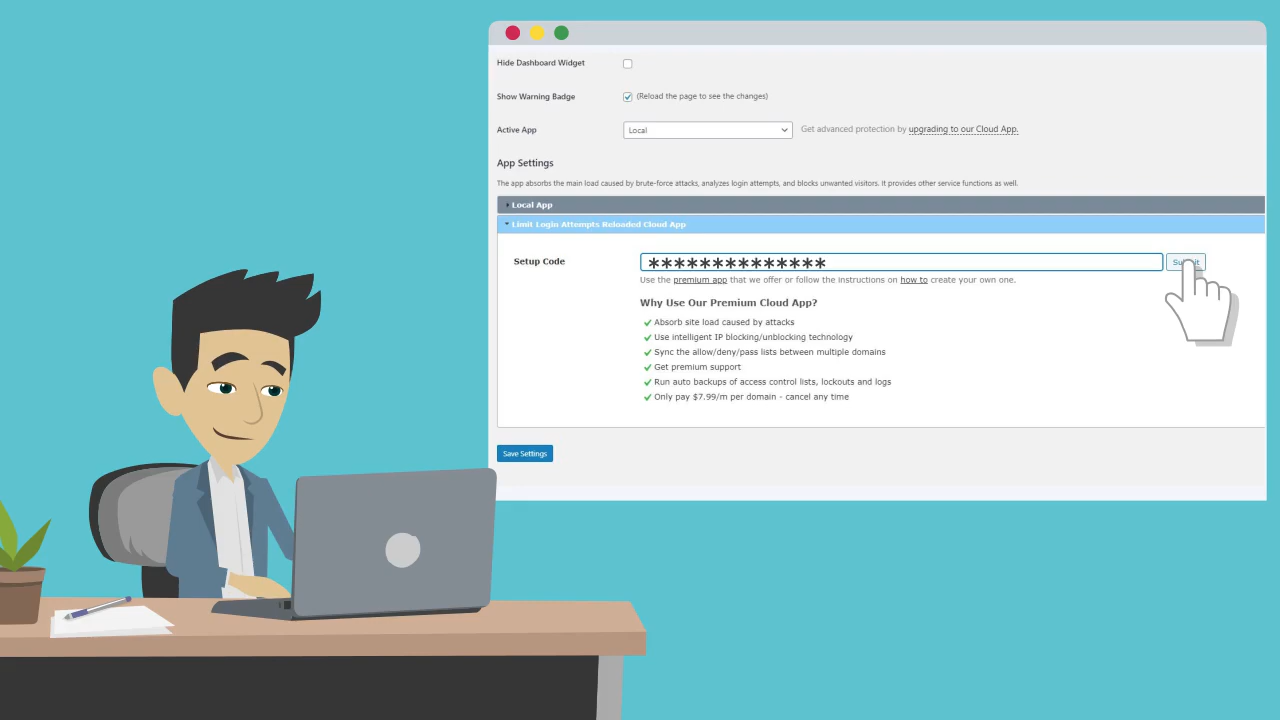 Hide Dashboard Widget
Show Warning Badge (Reload the page to see the changes)
Active App Local Get advanced protection by upgrading to our Cloud App.
App Settings
The app absorbs the main load caused by brute-force attacks, analyzes login attempts, and blocks unwanted visitors. It provides other service functions as well.
Local App
Limit Login Attempts Reloaded Cloud App
Setup Code **************
Use the premium app that we offer or follow the instructions on how to create your own one.
Why Use Our Premium Cloud App?
Absorb site load caused by attacks
Use intelligent IP blocking/unblocking technology
Sync the allow/deny/pass lists between multiple domains
Get premium support
Run auto backups of access control lists, lockouts and logs
Only pay $7.99/m per domain - cancel any time
Save Settings